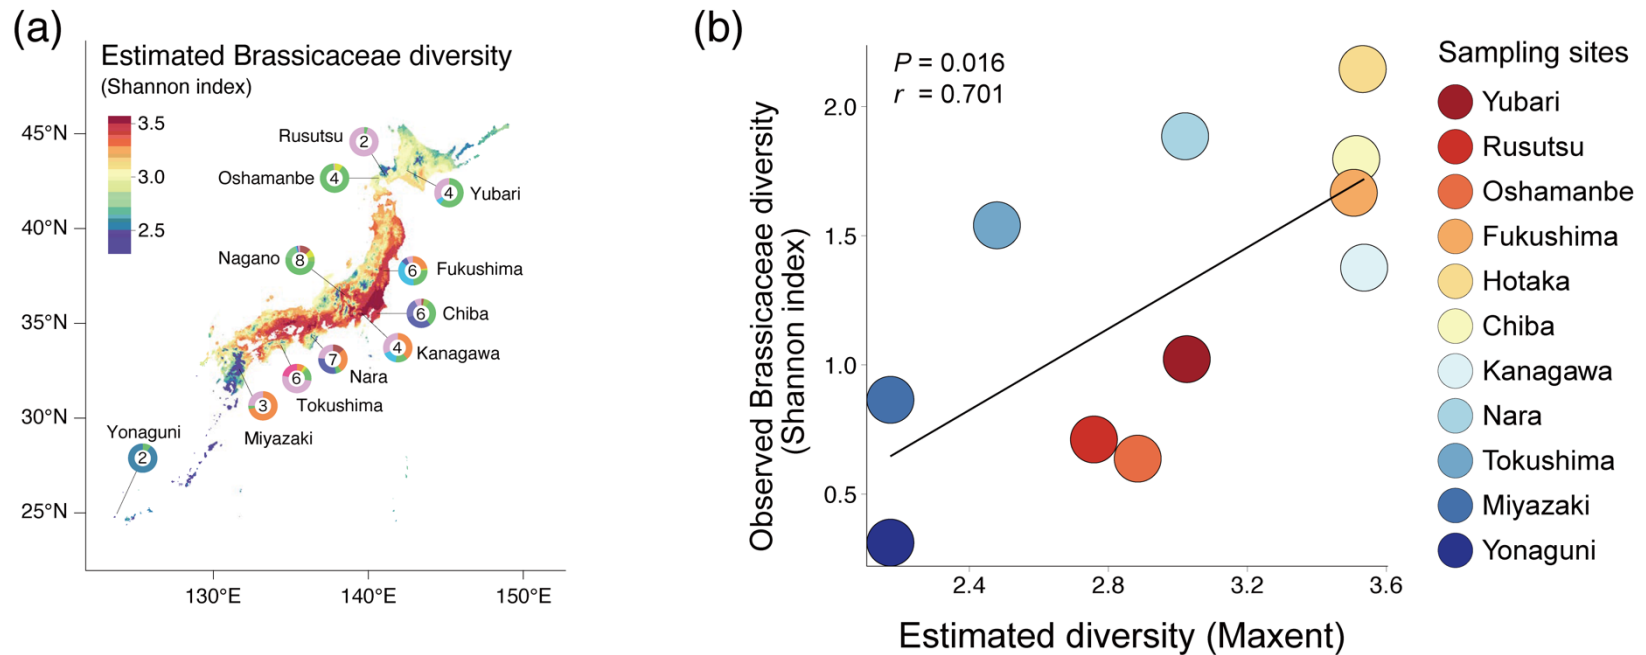 (a)
Estimated Brassicaceae diversity
(Shannon index)
3.5
3.0
2.5
45°N
40°N
35°N
30°N
25°N
130°E
140°E
150°E
Rusutsu
2
Oshamanbe
4
4
Yubari
Nagano
8
6
Fukushima
6
Chiba
4
Kanagawa
7
Nara
6
Tokushima
3
Miyazaki
Yonaguni
2
(b)
P = 0.016
r = 0.701
Observed Brassicaceae diversity
(Shannon index)
2.0
1.5
1.0
0.5
2.4
2.8
3.2
3.6
Estimated diversity (Maxent)
Sampling sites
Yubari
Rusutsu
Oshamanbe
Fukushima
Hotaka
Chiba
Kanagawa
Nara
Tokushima
Miyazaki
Yonaguni